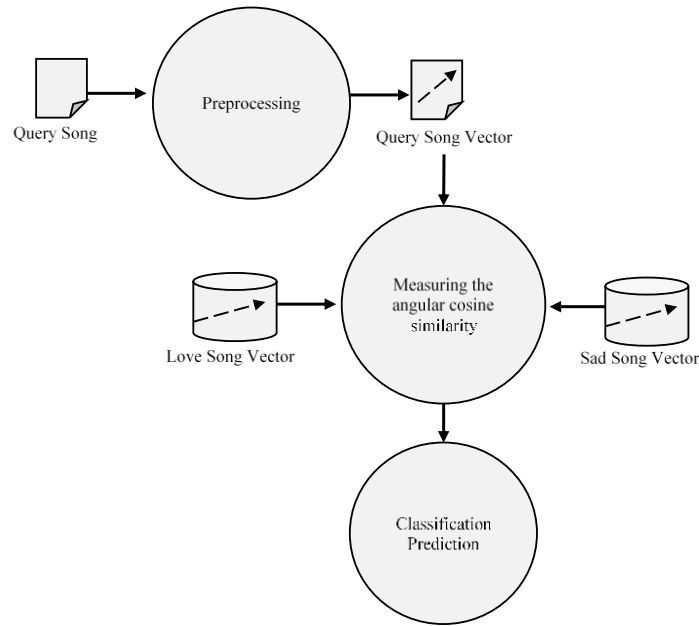 Preprocessing
Query Song
Query Song Vector
Measuring the
angular cosine
similarity
Love Song Vector
Sad Song Vector
Classification
Prediction